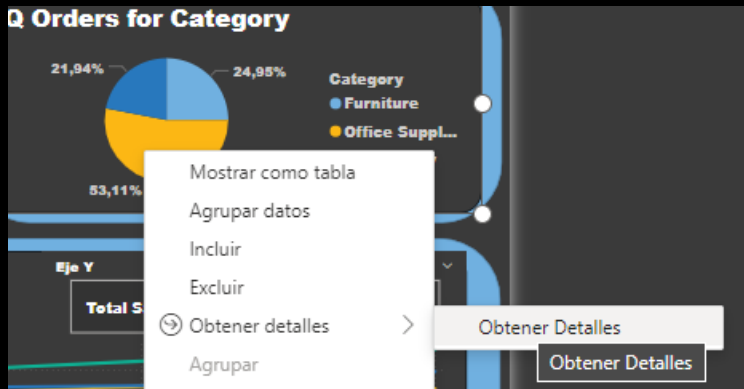 Q Orders for Category
21,94%
24,95%
Category
Furniture
Office Suppl...
53,11%
Mostrar como tabla
Agrupar datos
Incluir
Excluir
Obtener detalles
Agrupar
Obtener Detalles
Obtener Detalles
Eje Y
Total S